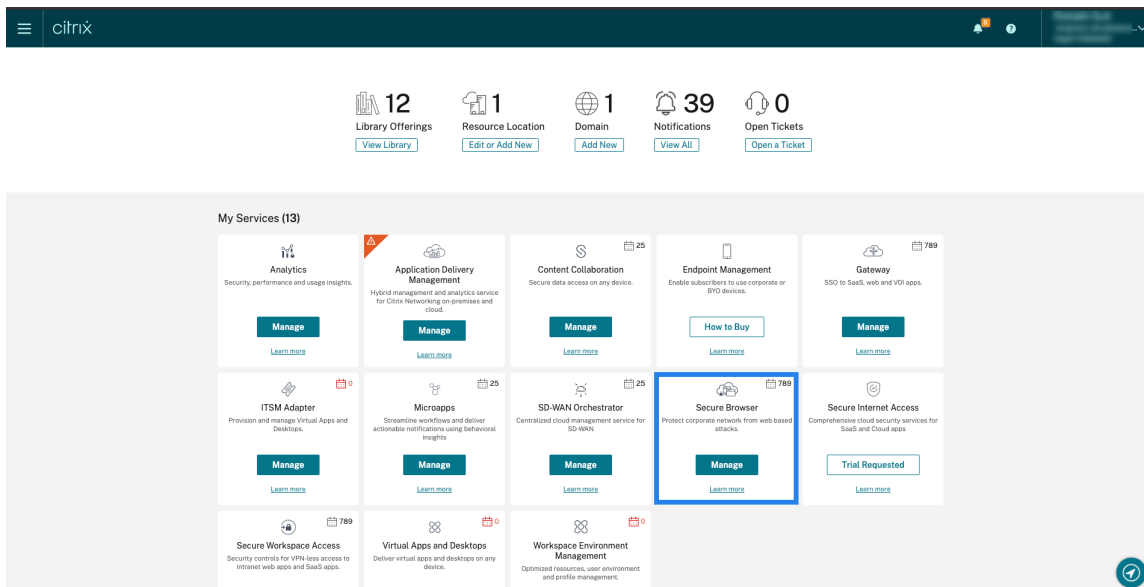 citrix
5
?
12
Library Offerings
View Library
1
Resource Location
Edit or Add New
1
Domain
Add New
39
Notifications
View All
0
Open Tickets
Open a Ticket
My Services (13)
Analytics
Security, performance and usage insights.
Manage
Learn more
Application Delivery
Management
Hybrid management and analytics service
for Citrix Networking on-premises and
cloud.
Manage
Learn more
25
Content Collaboration
Secure data access on any device.
Manage
Learn more
Endpoint Management
Enable subscribers to use corporate or
BYO devices.
How to Buy
Learn more
789
Gateway
SSO to SaaS, web and VDI apps.
Manage
Learn more
0
ITSM Adapter
Provision and manage Virtual Apps and
Desktops.
Manage
Learn more
25
Microapps
Streamline workflows and deliver
actionable notifications using behavioral
insights
Manage
Learn more
25
SD-WAN Orchestrator
Centralized cloud management service for
SD-WAN
Manage
Learn more
789
Secure Browser
Protect corporate network from web based
attacks.
Manage
Learn more
Secure Internet Access
Comprehensive cloud security services for
SaaS and Cloud apps
Trial Requested
Learn more
789
Secure Workspace Access
Security controls for VPN-less access to
intranet web apps and SaaS apps.
0
Virtual Apps and Desktops
Deliver virtual apps and desktops on any
device.
0
Workspace Environment
Management
Optimized resources, user environment
and profile management.